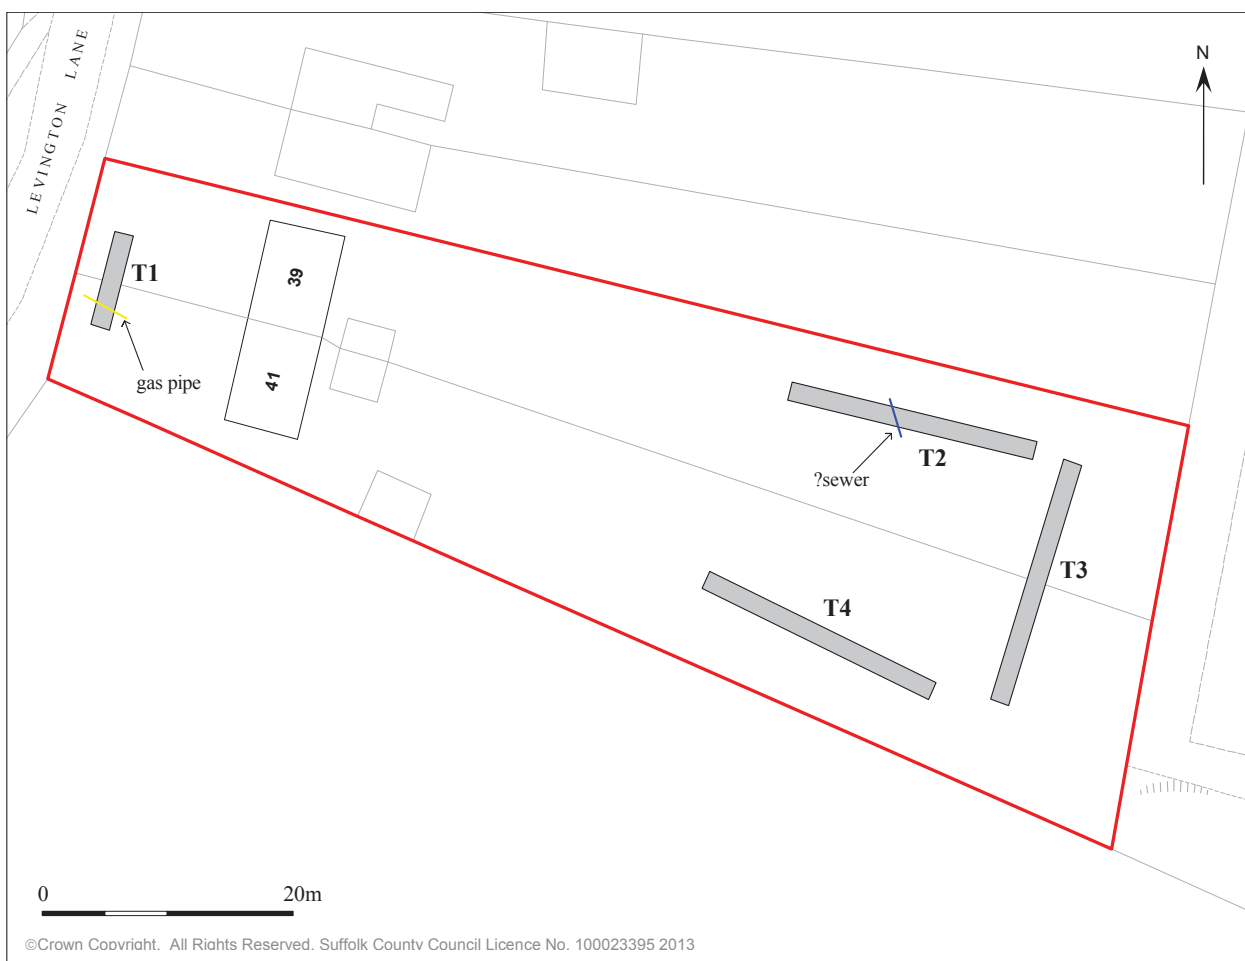 LEVINGTON LANE
N
T1
39
gas pipe
41
T2
?sewer
T3
T4
0 20m
©Crown Copyright. All Rights Reserved. Suffolk County Council Licence No. 100023395 2013